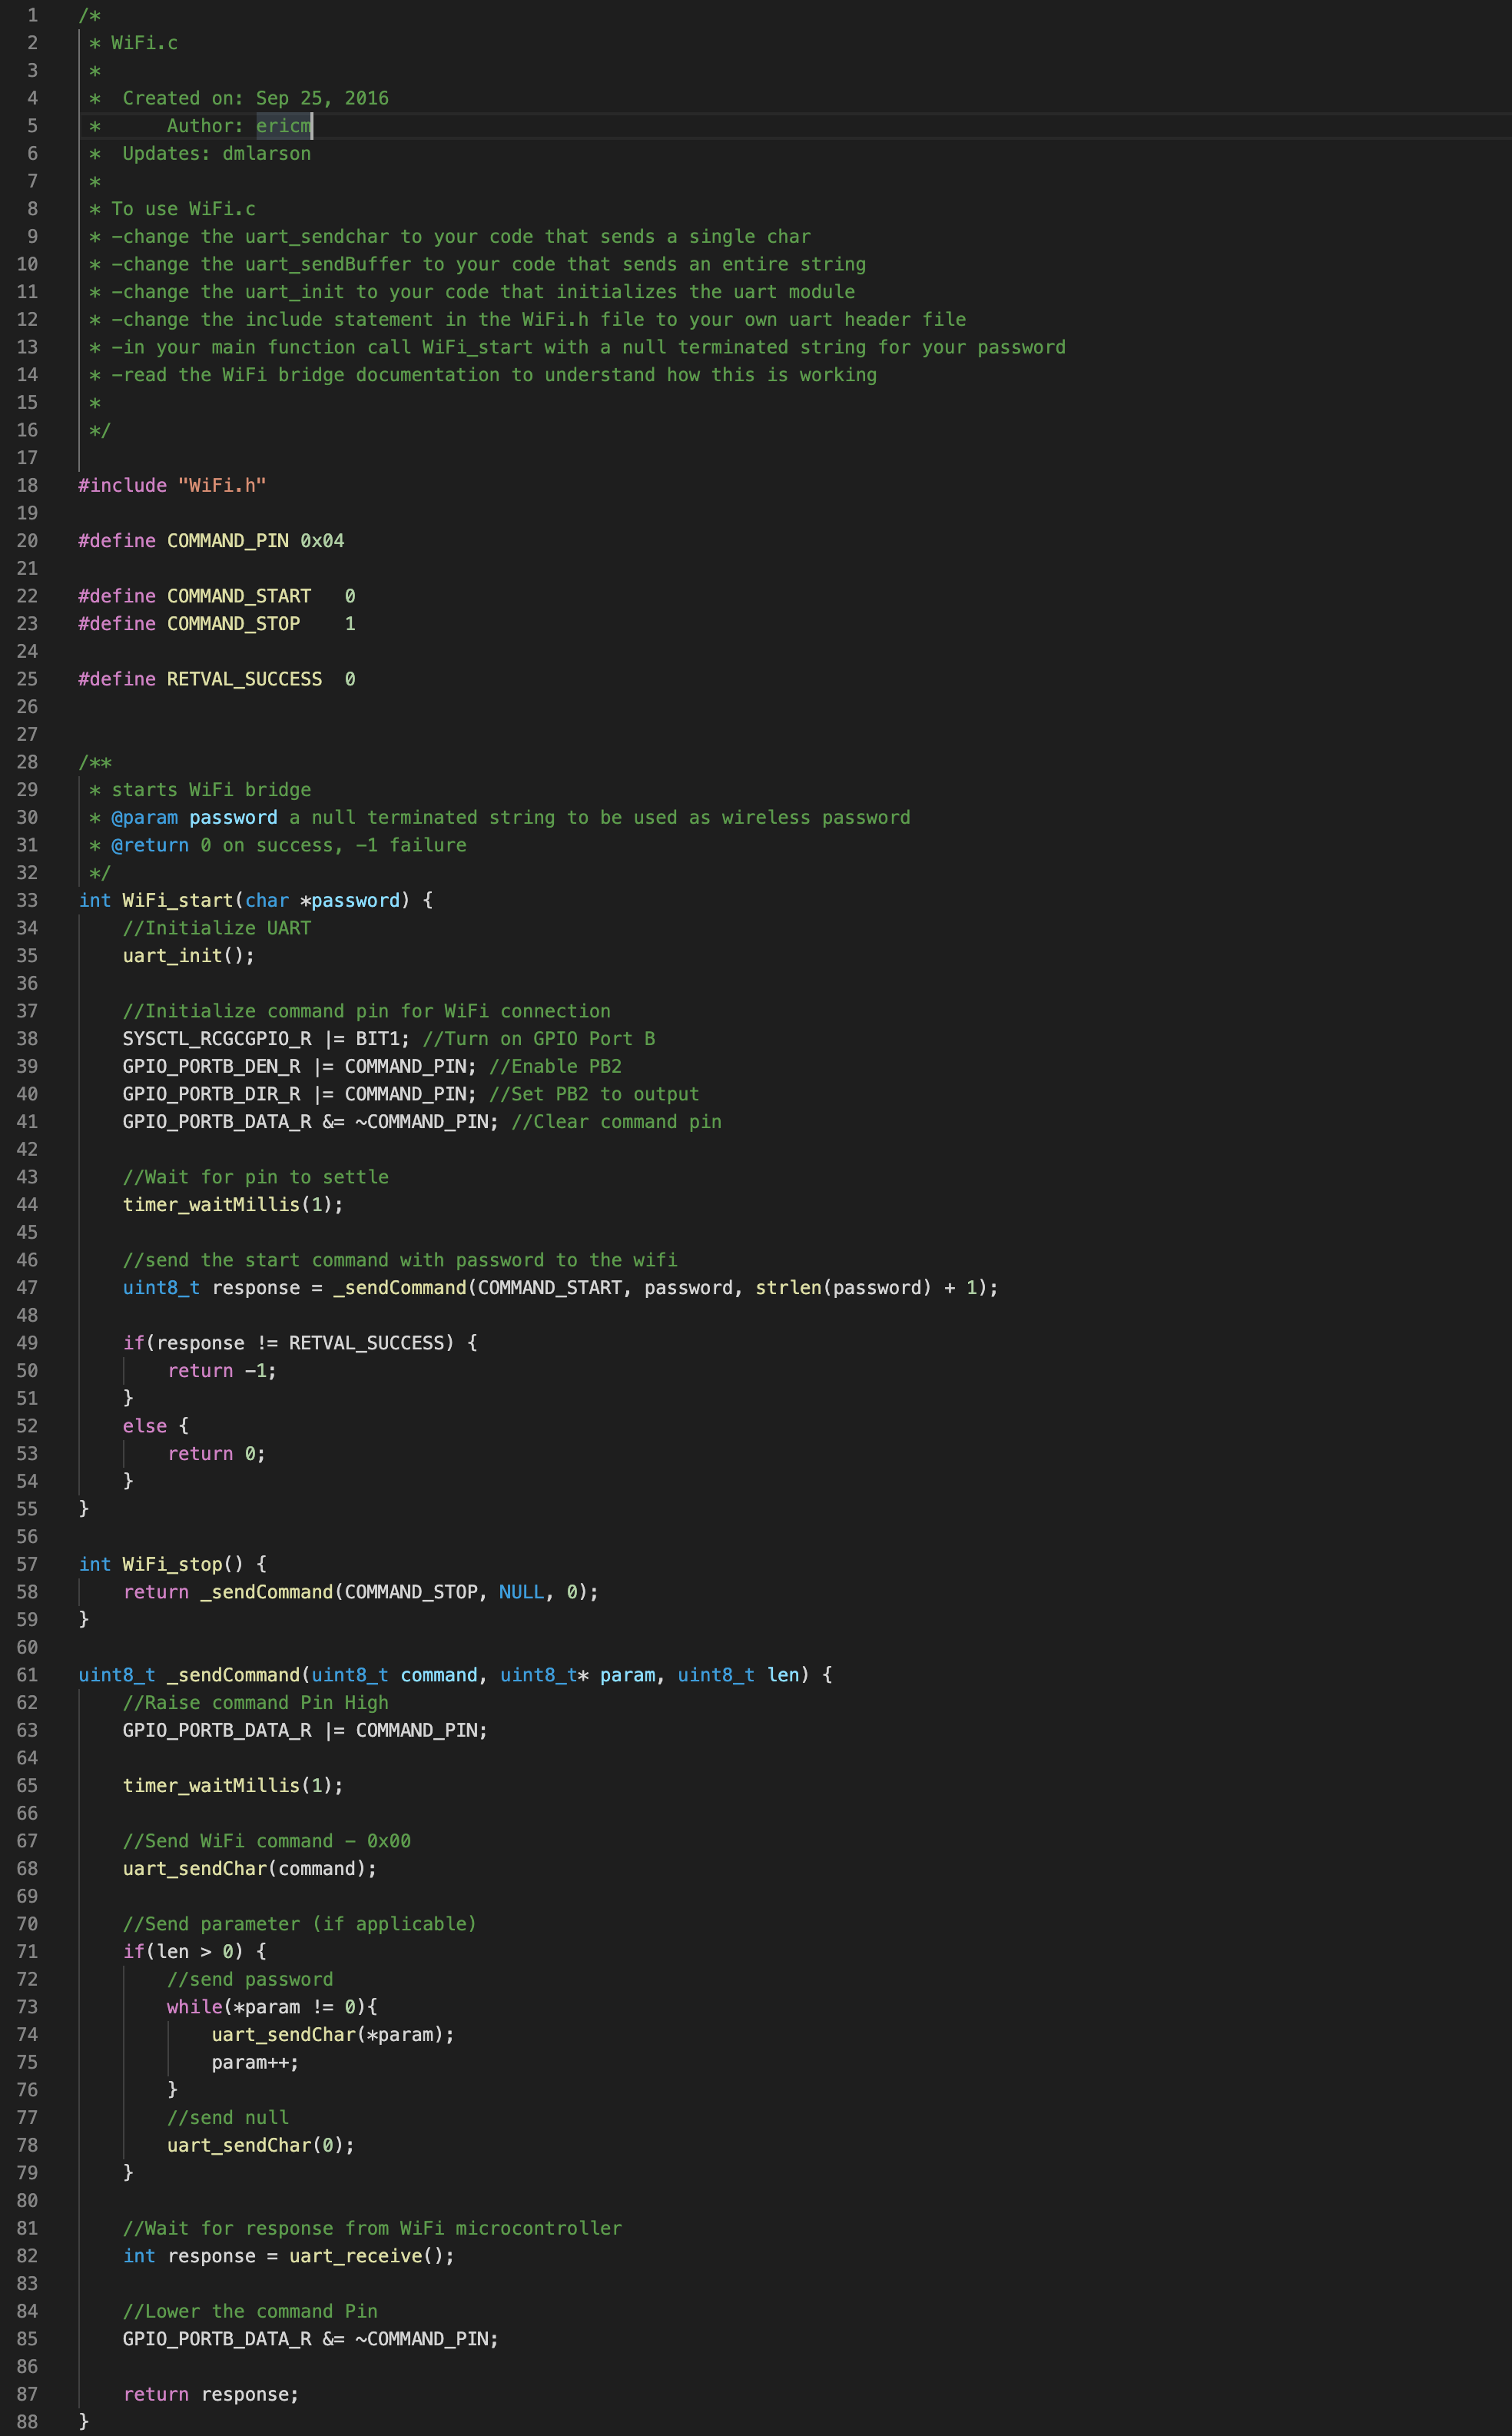 1 /*
2  * WiFi.c
3  *
4  *  Created on: Sep 25, 2016
5  *      Author: ericm
6  *  Updates: dmlarson
7  *
8  * To use WiFi.c
9  * -change the uart_sendchar to your code that sends a single char
10  * -change the uart_sendBuffer to your code that sends an entire string
11  * -change the uart_init to your code that initializes the uart module
12  * -change the include statement in the WiFi.h file to your own uart header file
13  * -in your main function call WiFi_start with a null terminated string for your password
14  * -read the WiFi bridge documentation to understand how this is working
15  *
16  */
17
18 #include "WiFi.h"
19
20 #define COMMAND_PIN 0x04
21
22 #define COMMAND_START   0
23 #define COMMAND_STOP    1
24
25 #define RETVAL_SUCCESS  0
26
27
28 /**
29  * starts WiFi bridge
30  * @param password a null terminated string to be used as wireless password
31  * @return 0 on success, -1 failure
32  */
33 int WiFi_start(char *password) {
34     //Initialize UART
35     uart_init();
36
37     //Initialize command pin for WiFi connection
38     SYSCTL_RCGCGPIO_R |= BIT1; //Turn on GPIO Port B
39     GPIO_PORTB_DEN_R |= COMMAND_PIN; //Enable PB2
40     GPIO_PORTB_DIR_R |= COMMAND_PIN; //Set PB2 to output
41     GPIO_PORTB_DATA_R &= ~COMMAND_PIN; //Clear command pin
42
43     //Wait for pin to settle
44     timer_waitMillis(1);
45
46     //send the start command with password to the wifi
47     uint8_t response = _sendCommand(COMMAND_START, password, strlen(password) + 1);
48
49     if(response != RETVAL_SUCCESS) {
50         return -1;
51     }
52     else {
53         return 0;
54     }
55 }
56
57 int WiFi_stop() {
58     return _sendCommand(COMMAND_STOP, NULL, 0);
59 }
60
61 uint8_t _sendCommand(uint8_t command, uint8_t* param, uint8_t len) {
62     //Raise command Pin High
63     GPIO_PORTB_DATA_R |= COMMAND_PIN;
64
65     timer_waitMillis(1);
66
67     //Send WiFi command - 0x00
68     uart_sendChar(command);
69
70     //Send parameter (if applicable)
71     if(len > 0) {
72         //send password
73         while(*param != 0){
74             uart_sendChar(*param);
75             param++;
76         }
77         //send null
78         uart_sendChar(0);
79     }
80
81     //Wait for response from WiFi microcontroller
82     int response = uart_receive();
83
84     //Lower the command Pin
85     GPIO_PORTB_DATA_R &= ~COMMAND_PIN;
86
87     return response;
88 }